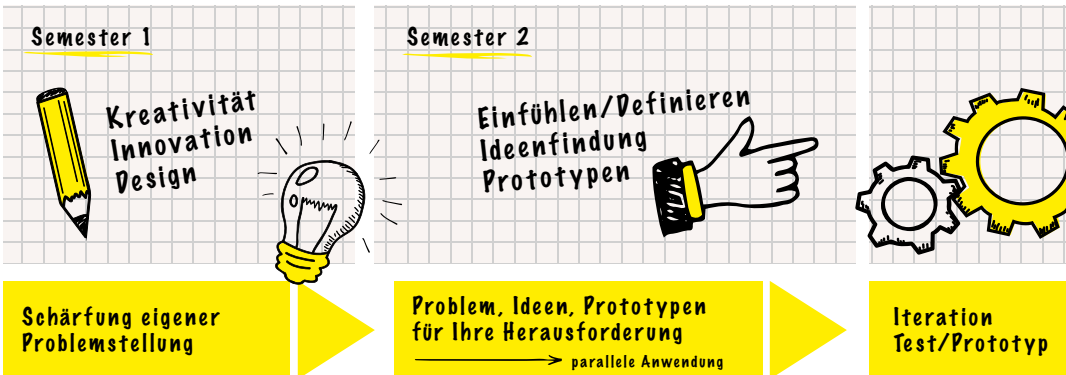 Semester 1
Kreativität
Innovation
Design
Schärfung eigener
Problemstellung
Semester 2
Einfühlen/Definieren
Ideenfindung
Prototypen
Problem, Ideen, Prototypen
für Ihre Herausforderung
parallele Anwendung
Iteration
Test/Prototyp